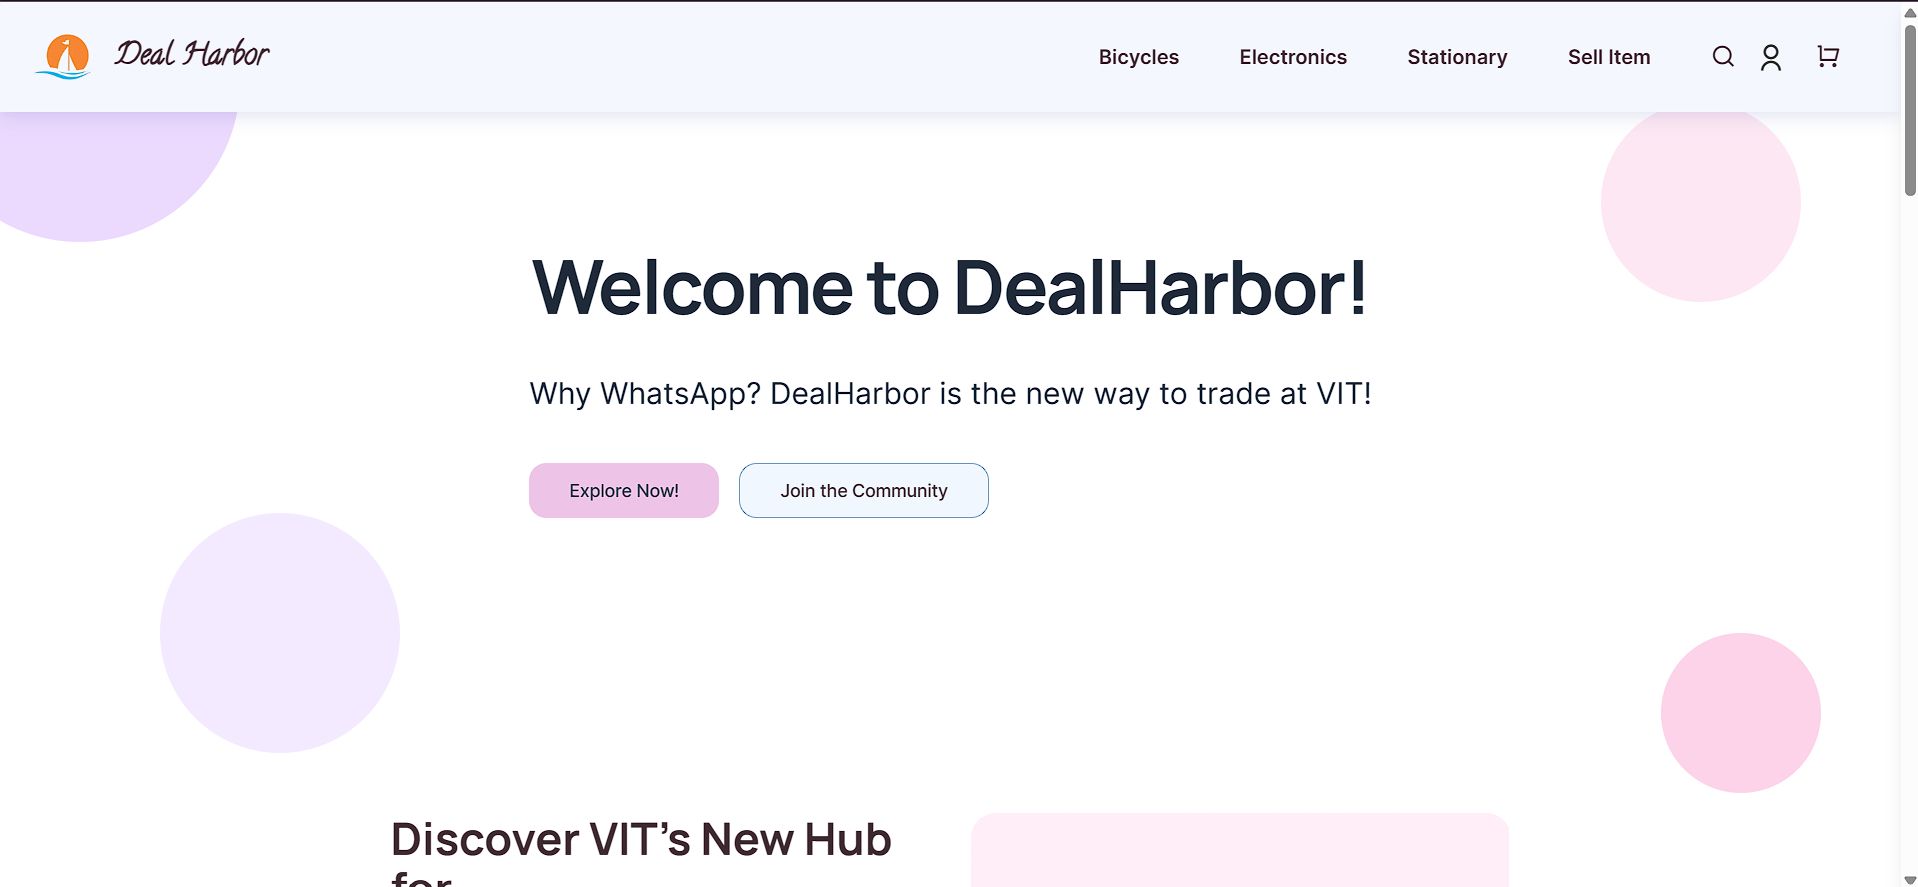 Deal Harbor
Bicycles Electronics Stationary Sell Item
Welcome to DealHarbor!
Why WhatsApp? DealHarbor is the new way to trade at VIT!
Explore Now! Join the Community
Discover VIT's New Hub
for